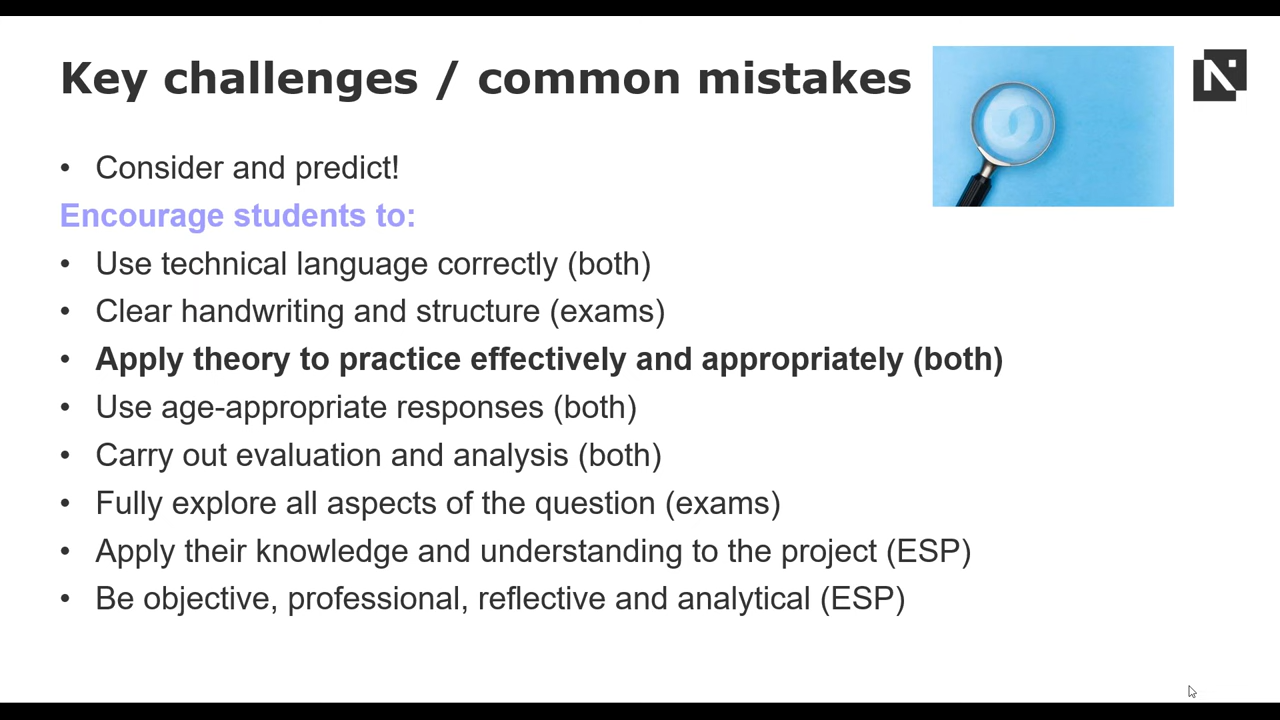 Key challenges / common mistakes
• Consider and predict!
Encourage students to:
• Use technical language correctly (both)
• Clear handwriting and structure (exams)
• Apply theory to practice effectively and appropriately (both)
• Use age-appropriate responses (both)
• Carry out evaluation and analysis (both)
• Fully explore all aspects of the question (exams)
• Apply their knowledge and understanding to the project (ESP)
• Be objective, professional, reflective and analytical (ESP)